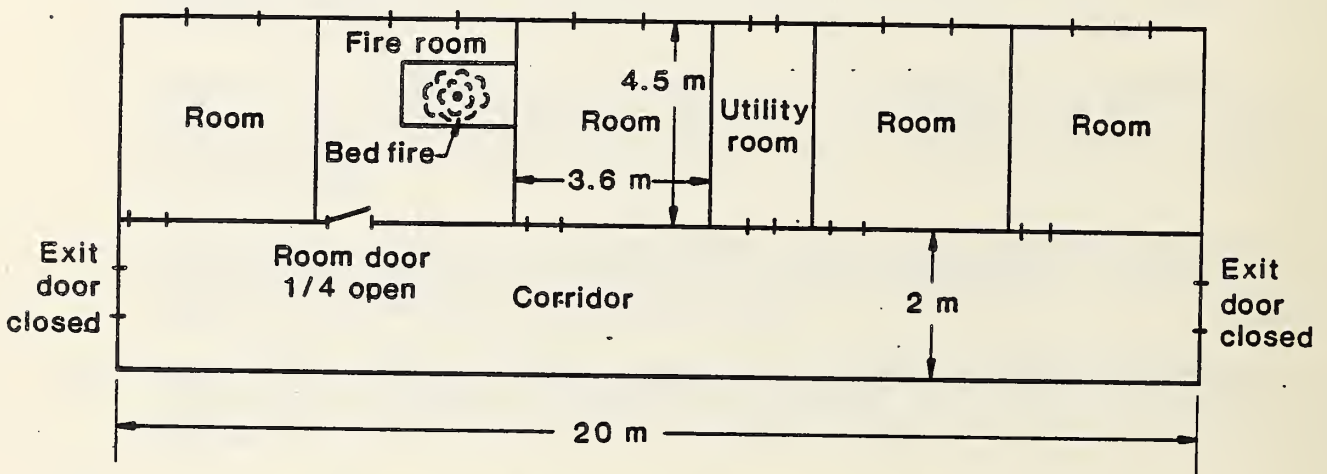 Fire room
4.5 m
Room
Room
Utility
room
Room
Room
Bed fire
3.6 m
Exit
door
closed
Room door
1/4 open
Corridor
2 m
Exit
door
closed
20 m